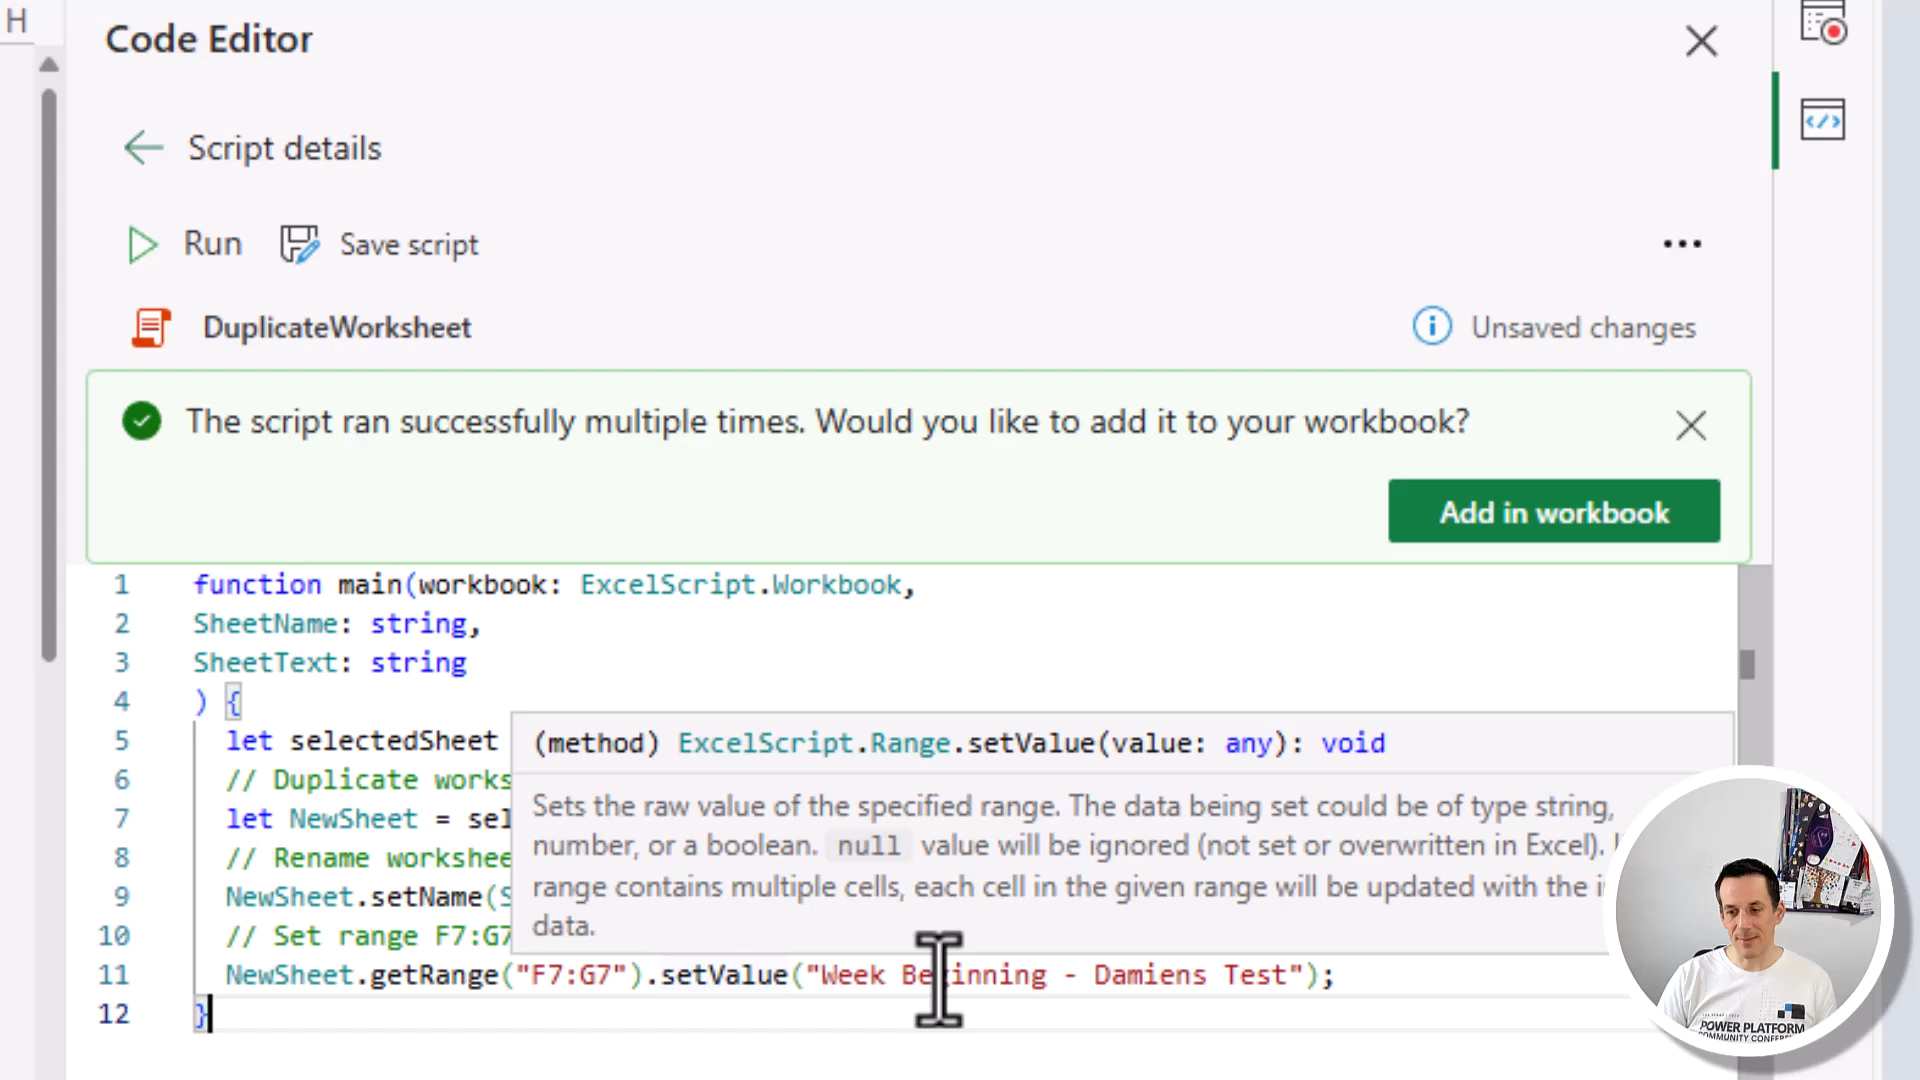 H
Code Editor
Script details
Run Save script
DuplicateWorksheet
Unsaved changes
The script ran successfully multiple times. Would you like to add it to your workbook?
Add in workbook
1 function main(workbook: ExcelScript.Workbook,
2 SheetName: string,
3 SheetText: string
4 ) {
5 let selectedSheet
6 // Duplicate works
7 let NewSheet = sel
8 // Rename workshee
9 NewSheet.setName(S
10 // Set range F7:G7
11 NewSheet.getRange("F7:G7").setValue("Week Beginning - Damiens Test");
12 }
(method) ExcelScript.Range.setValue(value: any): void
Sets the raw value of the specified range. The data being set could be of type string,
number, or a boolean. null value will be ignored (not set or overwritten in Excel).
range contains multiple cells, each cell in the given range will be updated with the
data.
POWER PLATFORM